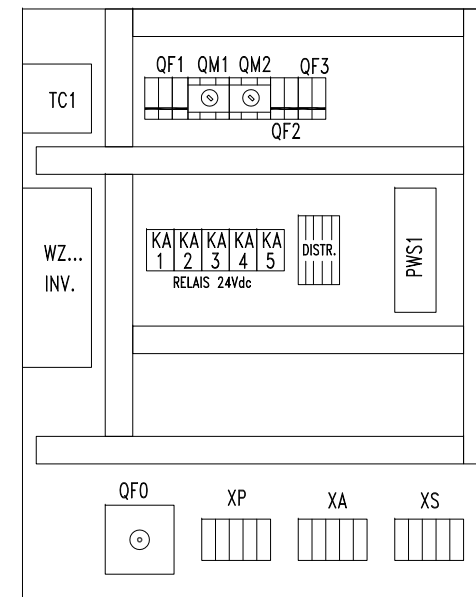 QF1 QM1 QM2 QF3
TC1
QF2
KA KA KA KA KA
1 2 3 4 5
DISTR.
PWS1
WZ...
INV.
RELAIS 24Vdc
QF0
XP
XA
XS